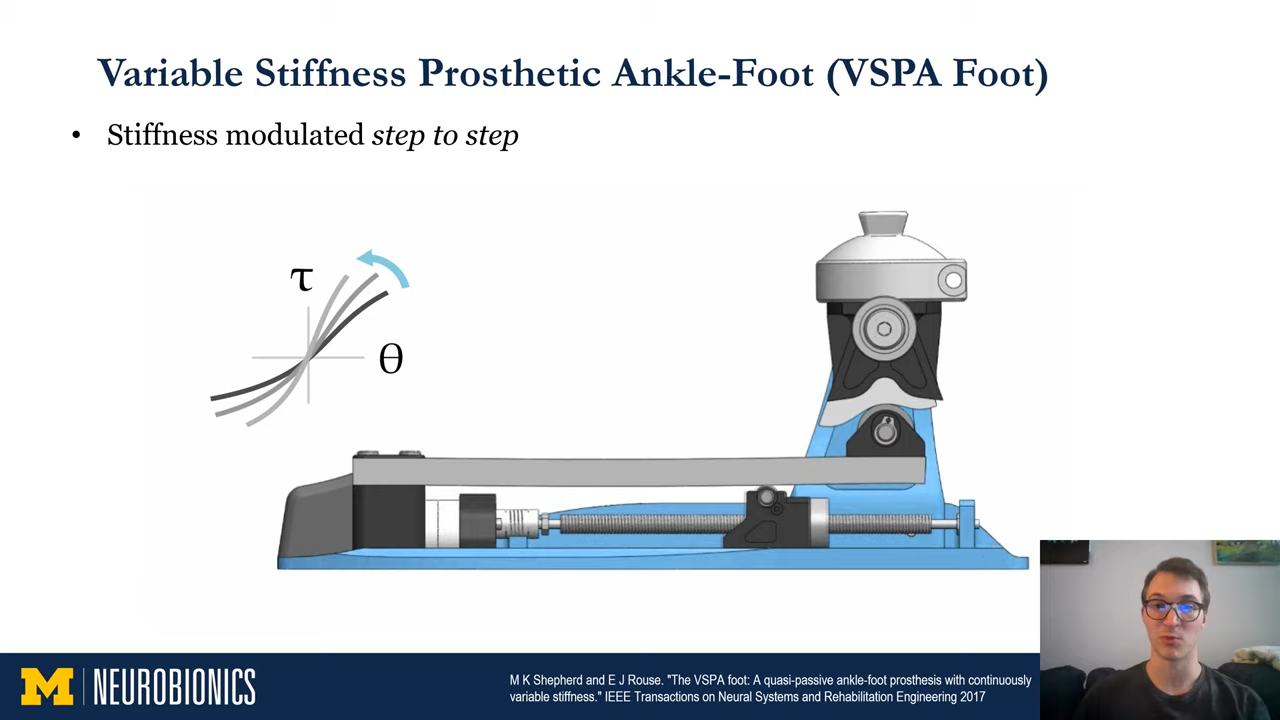 Variable Stiffness Prosthetic Ankle-Foot (VSPA Foot)
• Stiffness modulated step to step
τ
θ
M NEUROBIONICS
M K Shepherd and E J Rouse. "The VSPA foot: A quasi-passive ankle-foot prosthesis with continuously
variable stiffness." IEEE Transactions on Neural Systems and Rehabilitation Engineering 2017